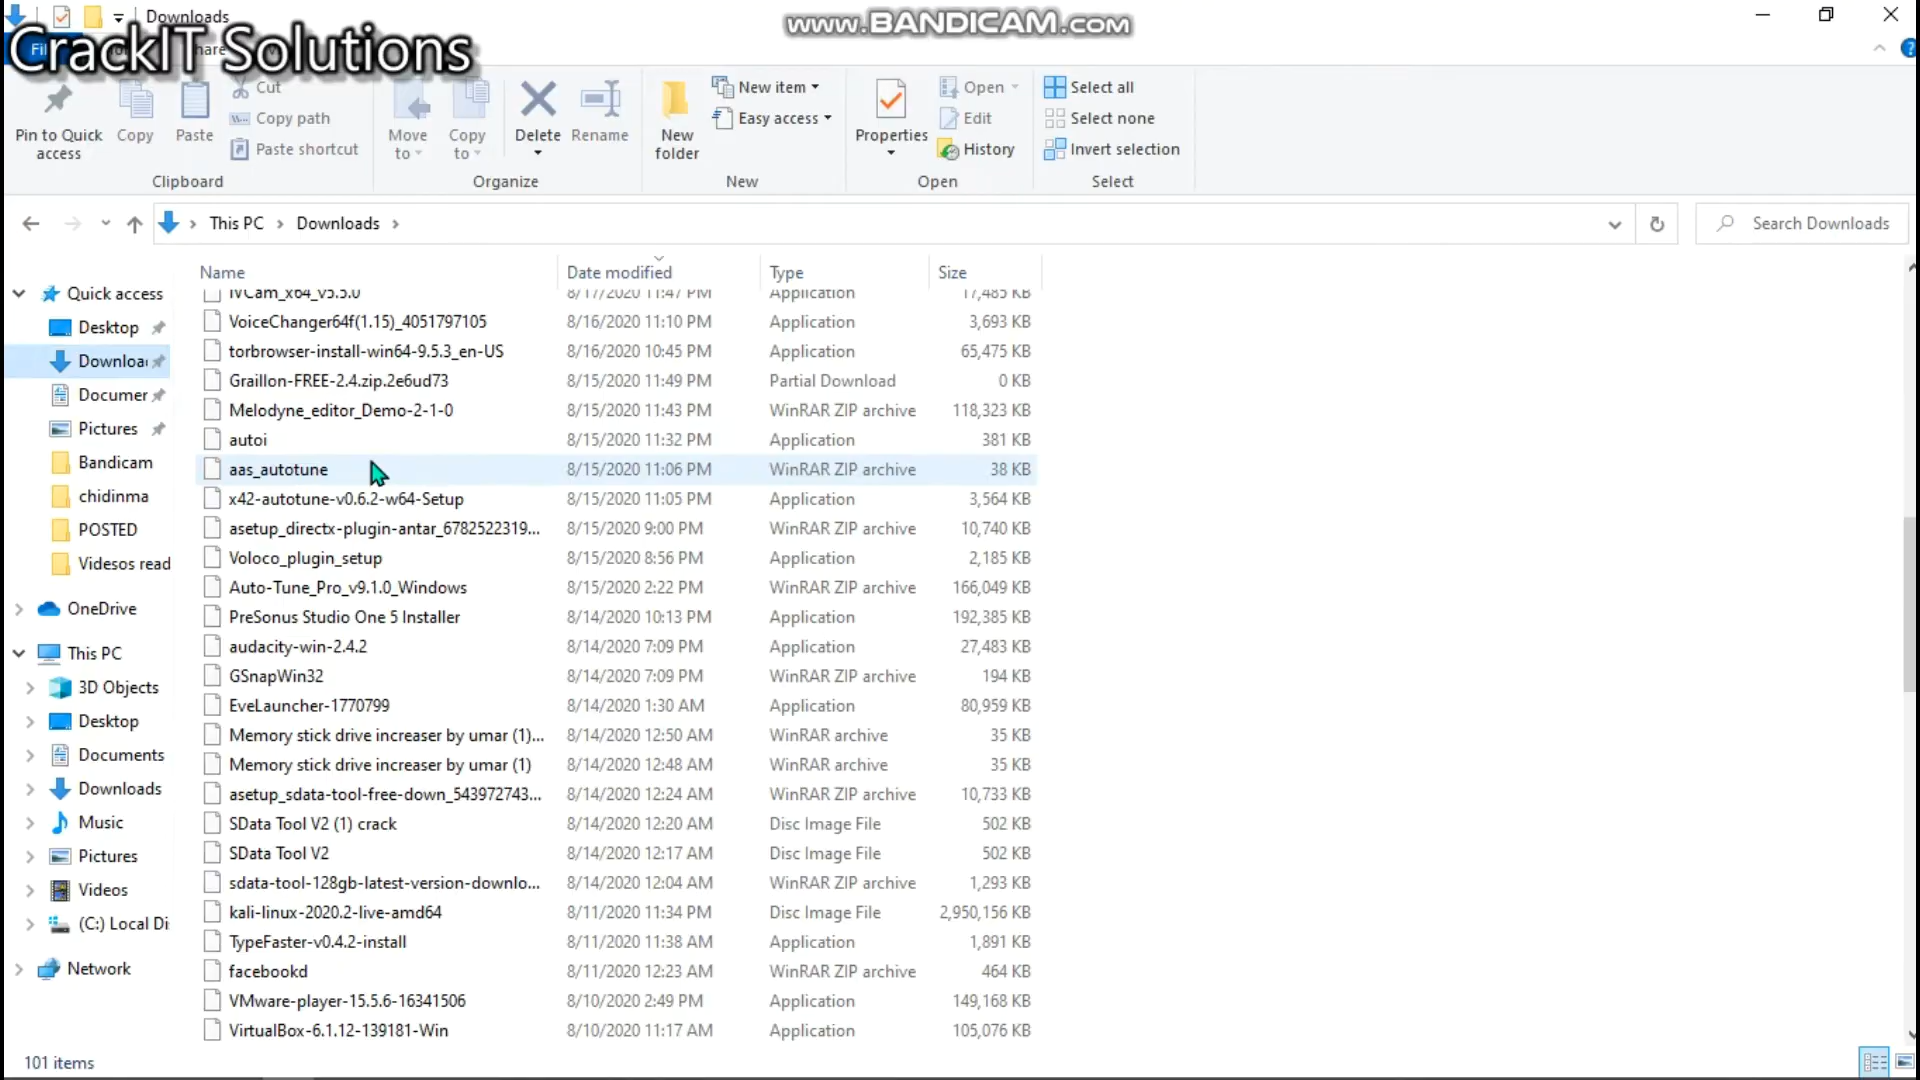 Downloads
www.BANDICAM.com
CrackIT Solutions
Pin to Quick access
Copy
Paste
Cut
Copy path
Paste shortcut
Clipboard
Move to
Copy to
Delete
Rename
Organize
New folder
New item
Easy access
New
Properties
Open
Edit
History
Open
Select all
Select none
Invert selection
Select
This PC > Downloads >
Search Downloads
Name Date modified Type Size
iVCam_x64_v5.5.0 8/17/2020 11:47 PM Application 17,485 KB
VoiceChanger64f(1.15)_4051797105 8/16/2020 11:10 PM Application 3,693 KB
torbrowser-install-win64-9.5.3_en-US 8/16/2020 10:45 PM Application 65,475 KB
Graillon-FREE-2.4.zip.2e6ud73 8/15/2020 11:49 PM Partial Download 0 KB
Melodyne_editor_Demo-2-1-0 8/15/2020 11:43 PM WinRAR ZIP archive 118,323 KB
autoi 8/15/2020 11:32 PM Application 381 KB
aas_autotune 8/15/2020 11:06 PM WinRAR ZIP archive 38 KB
x42-autotune-v0.6.2-w64-Setup 8/15/2020 11:05 PM Application 3,564 KB
asetup_directx-plugin-antar_6782522319... 8/15/2020 9:00 PM WinRAR ZIP archive 10,740 KB
Voloco_plugin_setup 8/15/2020 8:56 PM Application 2,185 KB
Auto-Tune_Pro_v9.1.0_Windows 8/15/2020 2:22 PM WinRAR ZIP archive 166,049 KB
PreSonus Studio One 5 Installer 8/14/2020 10:13 PM Application 192,385 KB
audacity-win-2.4.2 8/14/2020 7:09 PM Application 27,483 KB
GSnapWin32 8/14/2020 7:09 PM WinRAR ZIP archive 194 KB
EveLauncher-1770799 8/14/2020 1:30 AM Application 80,959 KB
Memory stick drive increaser by umar (1)... 8/14/2020 12:50 AM WinRAR archive 35 KB
Memory stick drive increaser by umar (1) 8/14/2020 12:48 AM WinRAR archive 35 KB
asetup_sdata-tool-free-down_543972743... 8/14/2020 12:24 AM WinRAR ZIP archive 10,733 KB
SData Tool V2 (1) crack 8/14/2020 12:20 AM Disc Image File 502 KB
SData Tool V2 8/14/2020 12:17 AM Disc Image File 502 KB
sdata-tool-128gb-latest-version-downlo... 8/14/2020 12:04 AM WinRAR ZIP archive 1,293 KB
kali-linux-2020.2-live-amd64 8/11/2020 11:34 PM Disc Image File 2,950,156 KB
TypeFaster-v0.4.2-install 8/11/2020 11:38 AM Application 1,891 KB
facebookd 8/11/2020 12:23 AM WinRAR ZIP archive 464 KB
VMware-player-15.5.6-16341506 8/10/2020 2:49 PM Application 149,168 KB
VirtualBox-6.1.12-139181-Win 8/10/2020 11:17 AM Application 105,076 KB
Quick access
Desktop
Downloa
Documer
Pictures
Bandicam
chidinma
POSTED
Videsos read
OneDrive
This PC
3D Objects
Desktop
Documents
Downloads
Music
Pictures
Videos
(C:) Local Di
Network
101 items